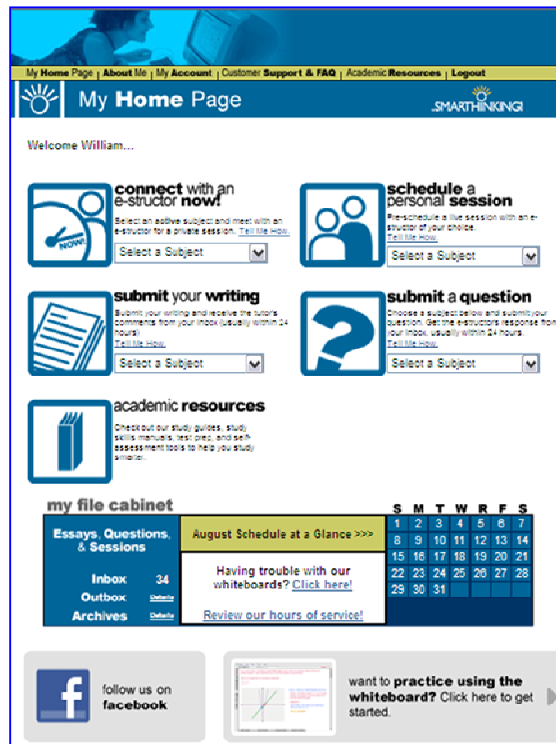 My Home Page | About Me | My Account | Customer Support & FAQ | Academic Resources | Logout
My Home Page
SMARTHINKING
Welcome William...
connect with an
e-structor now!
Select an active subject and meet with an
e-structor for a private session. Tell Me How.
NOW!
Select a Subject
schedule a
personal session
Pre-schedule a live session with an e-
structor of your choice.
Tell Me How.
Select a Subject
submit your writing
Submit your writing and receive the tutor's
comments from your inbox (usually within 24
hours)
Tell Me How.
Select a Subject
submit a question
Choose a subject below and submit your
question. Get the e-structor's response from
your inbox, usually within 24 hours.
Tell Me How.
Select a Subject
academic resources
Check out our study guides, study
skills manuals, test prep, and self-
assessment tools to help you study
smarter.
my file cabinet
Essays, Questions,
& Sessions
Inbox 34
Outbox Details
Archives Details
August Schedule at a Glance >>>
Having trouble with our
whiteboards? Click here!
Review our hours of service!
S M T W R F S
1 2 3 4 5 6 7
8 9 10 11 12 13 14
15 16 17 18 19 20 21
22 23 24 25 26 27 28
29 30 31
f
follow us on
facebook
want to practice using the
whiteboard? Click here to get
started.